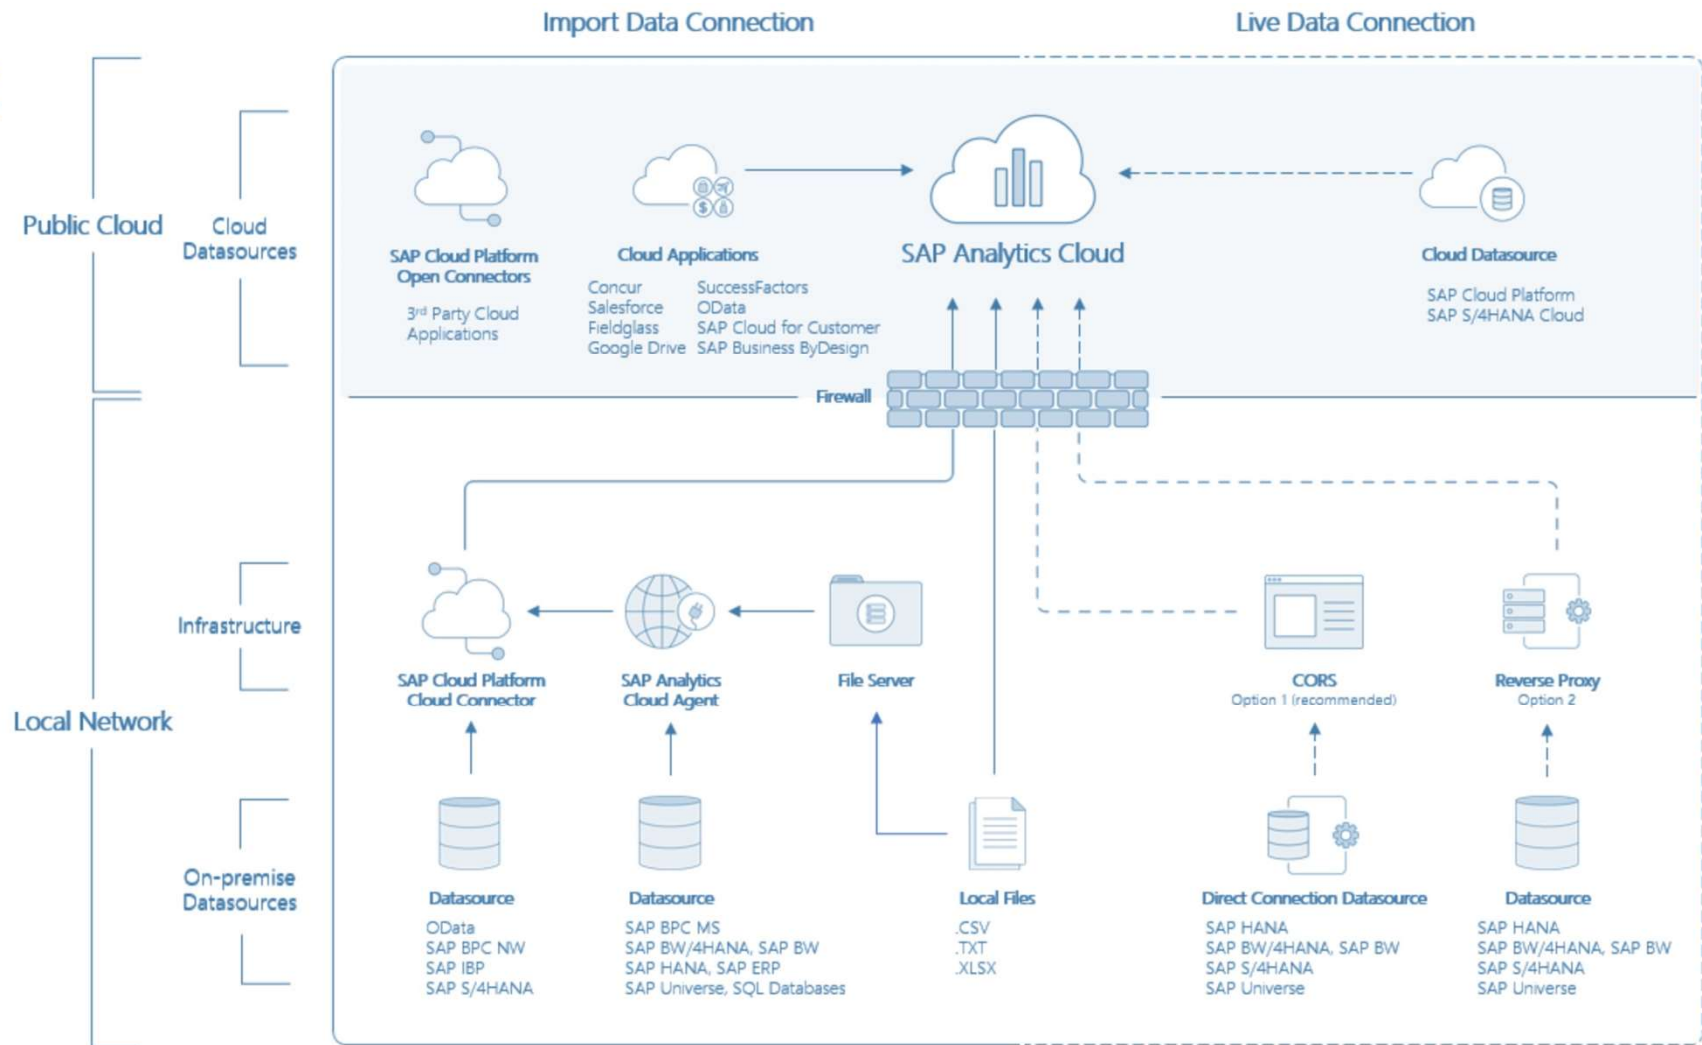 Import Data Connection
Live Data Connection
Public Cloud
Cloud
Datasources
SAP Cloud Platform
Open Connectors
3rd Party Cloud
Applications
Cloud Applications
Concur SuccessFactors
Salesforce OData
Fieldglass SAP Cloud for Customer
Google Drive SAP Business ByDesign
$
SAP Analytics Cloud
Cloud Datasource
SAP Cloud Platform
SAP S/4HANA Cloud
Firewall
Local Network
Infrastructure
SAP Cloud Platform
Cloud Connector
SAP Analytics
Cloud Agent
File Server
CORS
Option 1 (recommended)
Reverse Proxy
Option 2
On-premise
Datasources
Datasource
OData
SAP BPC NW
SAP IBP
SAP S/4HANA
Datasource
SAP BPC MS
SAP BW/4HANA, SAP BW
SAP HANA, SAP ERP
SAP Universe, SQL Databases
Local Files
.CSV
.TXT
.XLSX
Direct Connection Datasource
SAP HANA
SAP BW/4HANA, SAP BW
SAP S/4HANA
SAP Universe
Datasource
SAP HANA
SAP BW/4HANA, SAP BW
SAP S/4HANA
SAP Universe